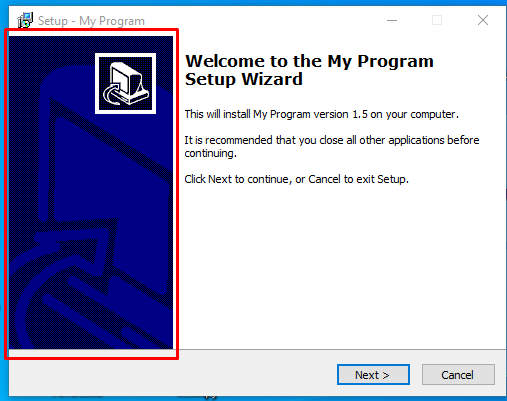 Setup - My Program
Welcome to the My Program
Setup Wizard
This will install My Program version 1.5 on your computer.
It is recommended that you close all other applications before
continuing.
Click Next to continue, or Cancel to exit Setup.
Next >
Cancel